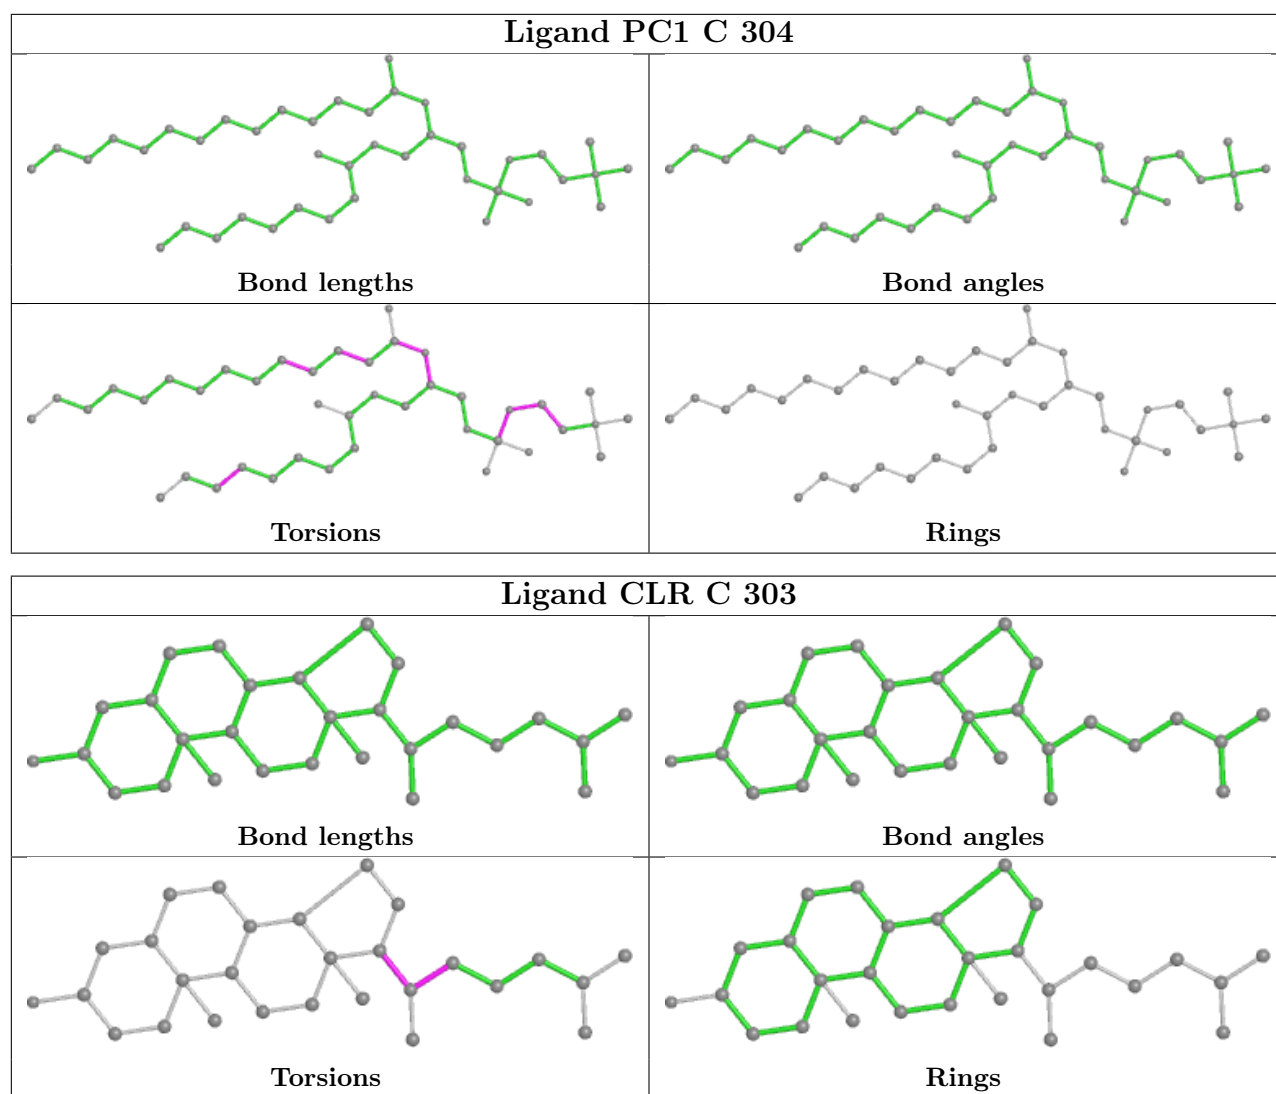 Ligand PC1 C 304
Bond lengths
Bond angles
Torsions
Rings
Ligand CLR C 303
Bond lengths
Bond angles
Torsions
Rings